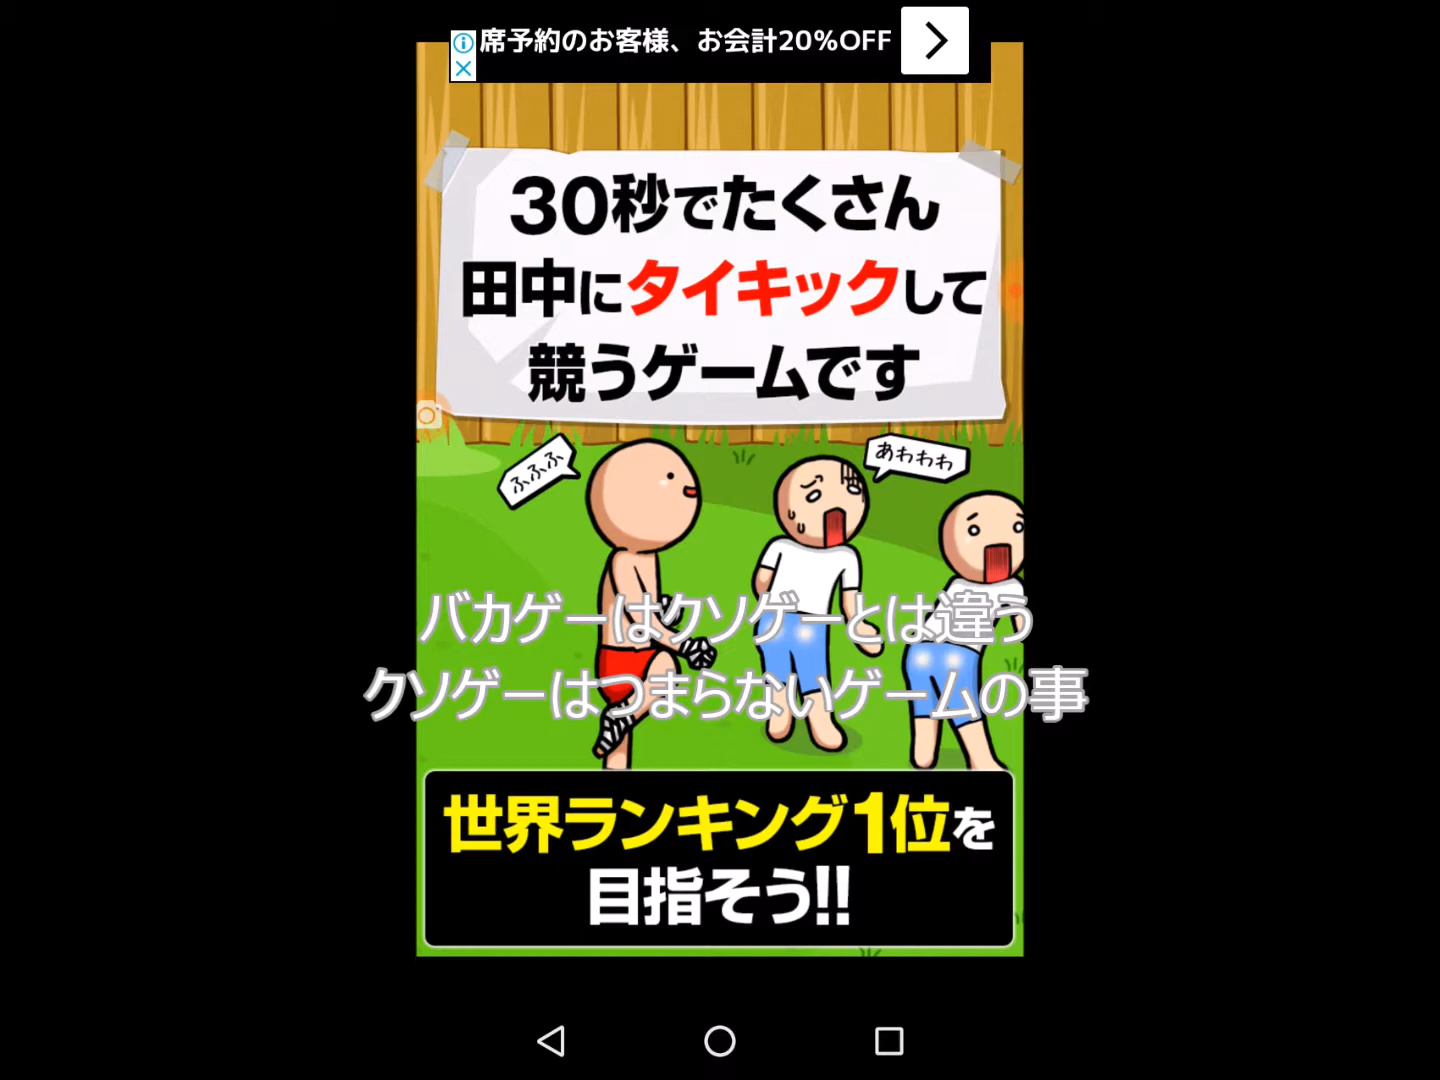 席予約のお客様、お会計20%OFF
30秒でたくさん
田中にタイキックして
競うゲームです
ふふふ
あわわわ
バカゲーはクソゲーとは違う
クソゲーはつまらないゲームの事
世界ランキング1位を
目指そう!!